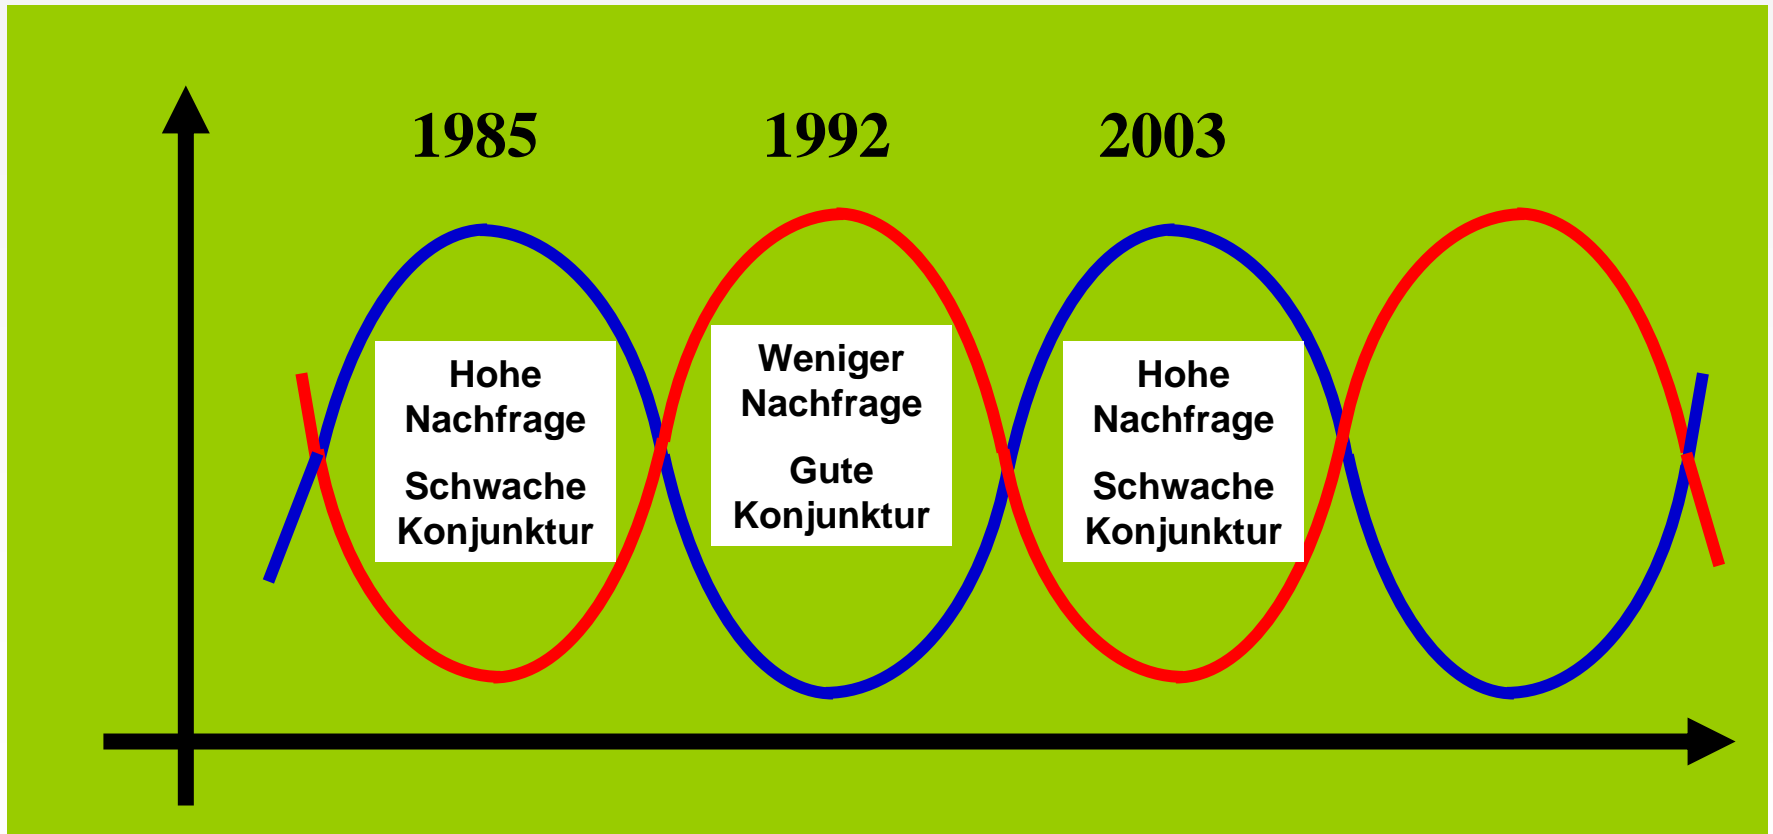 1985
1992
2003
Hohe
Nachfrage
Schwache
Konjunktur
Weniger
Nachfrage
Gute
Konjunktur
Hohe
Nachfrage
Schwache
Konjunktur